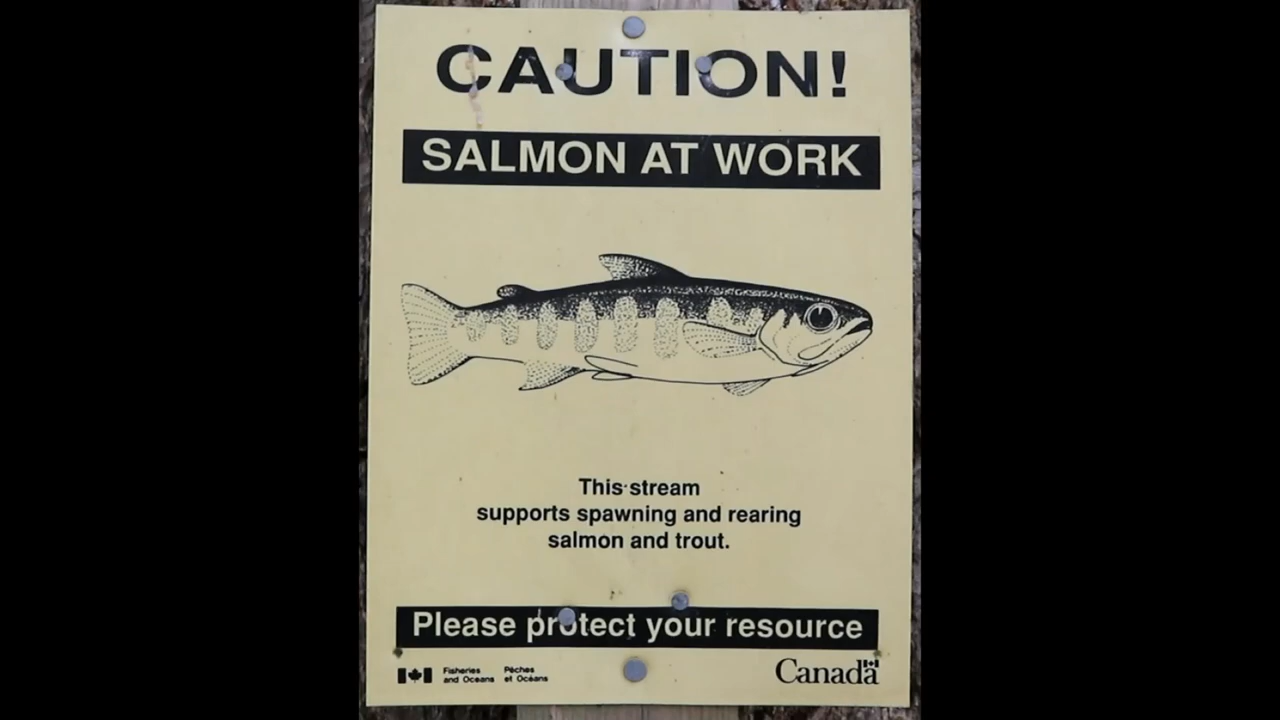 CAUTION!
SALMON AT WORK
This stream
supports spawning and rearing
salmon and trout.
Please protect your resource
Fisheries Pêches
and Oceans et Océans
Canada